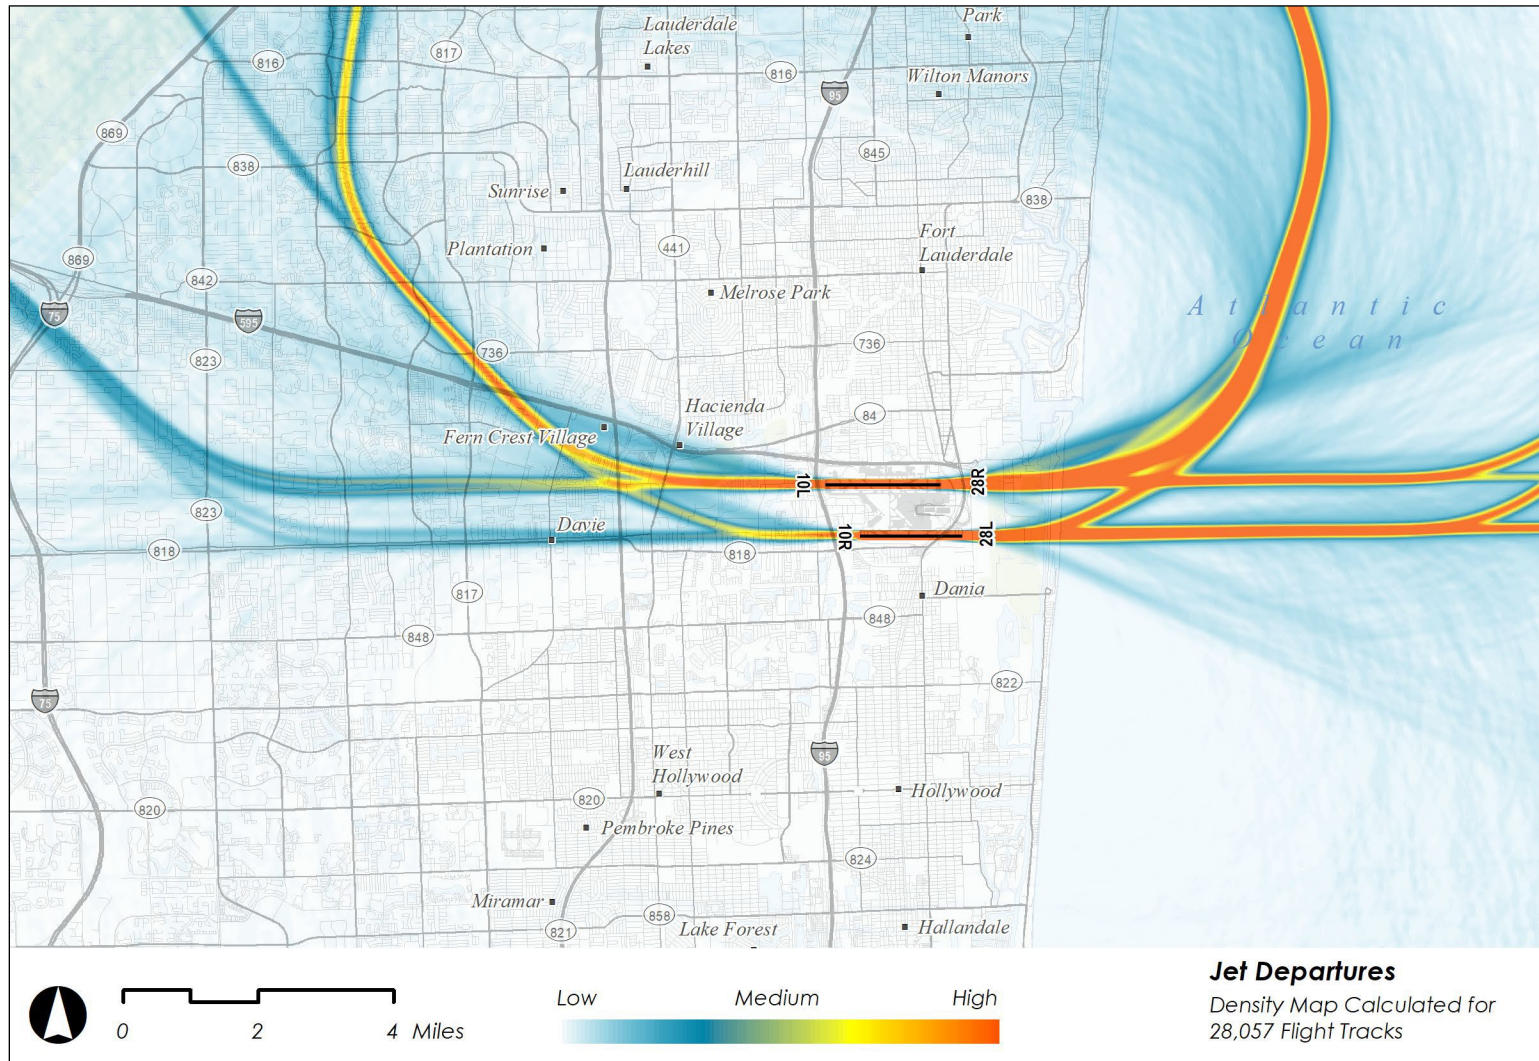 Park
Lauderdale
Lakes
817
816
816
Wilton Manors
95
869
845
838
Lauderhill
Sunrise
838
Fort
Lauderdale
Plantation
441
869
842
Melrose Park
Atlantic
Ocean
75
595
736
736
823
Hacienda
Village
84
Fern Crest Village
10L
28R
823
Davie
10R
28L
818
818
817
Dania
848
848
822
75
West
Hollywood
95
820
820
Hollywood
Pembroke Pines
824
Miramar
858
821
Lake Forest
Hallandale
Jet Departures
Density Map Calculated for
28,057 Flight Tracks
Low Medium High
0 2 4 Miles